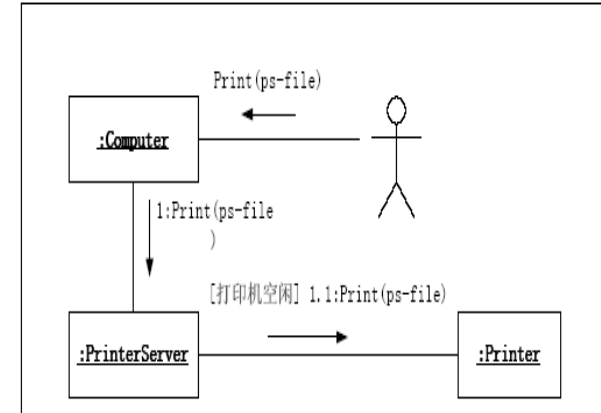 Print(ps-file)
:Computer
1:Print(ps-file
)
[打印机空闲] 1.1:Print(ps-file)
:PrinterServer
:Printer